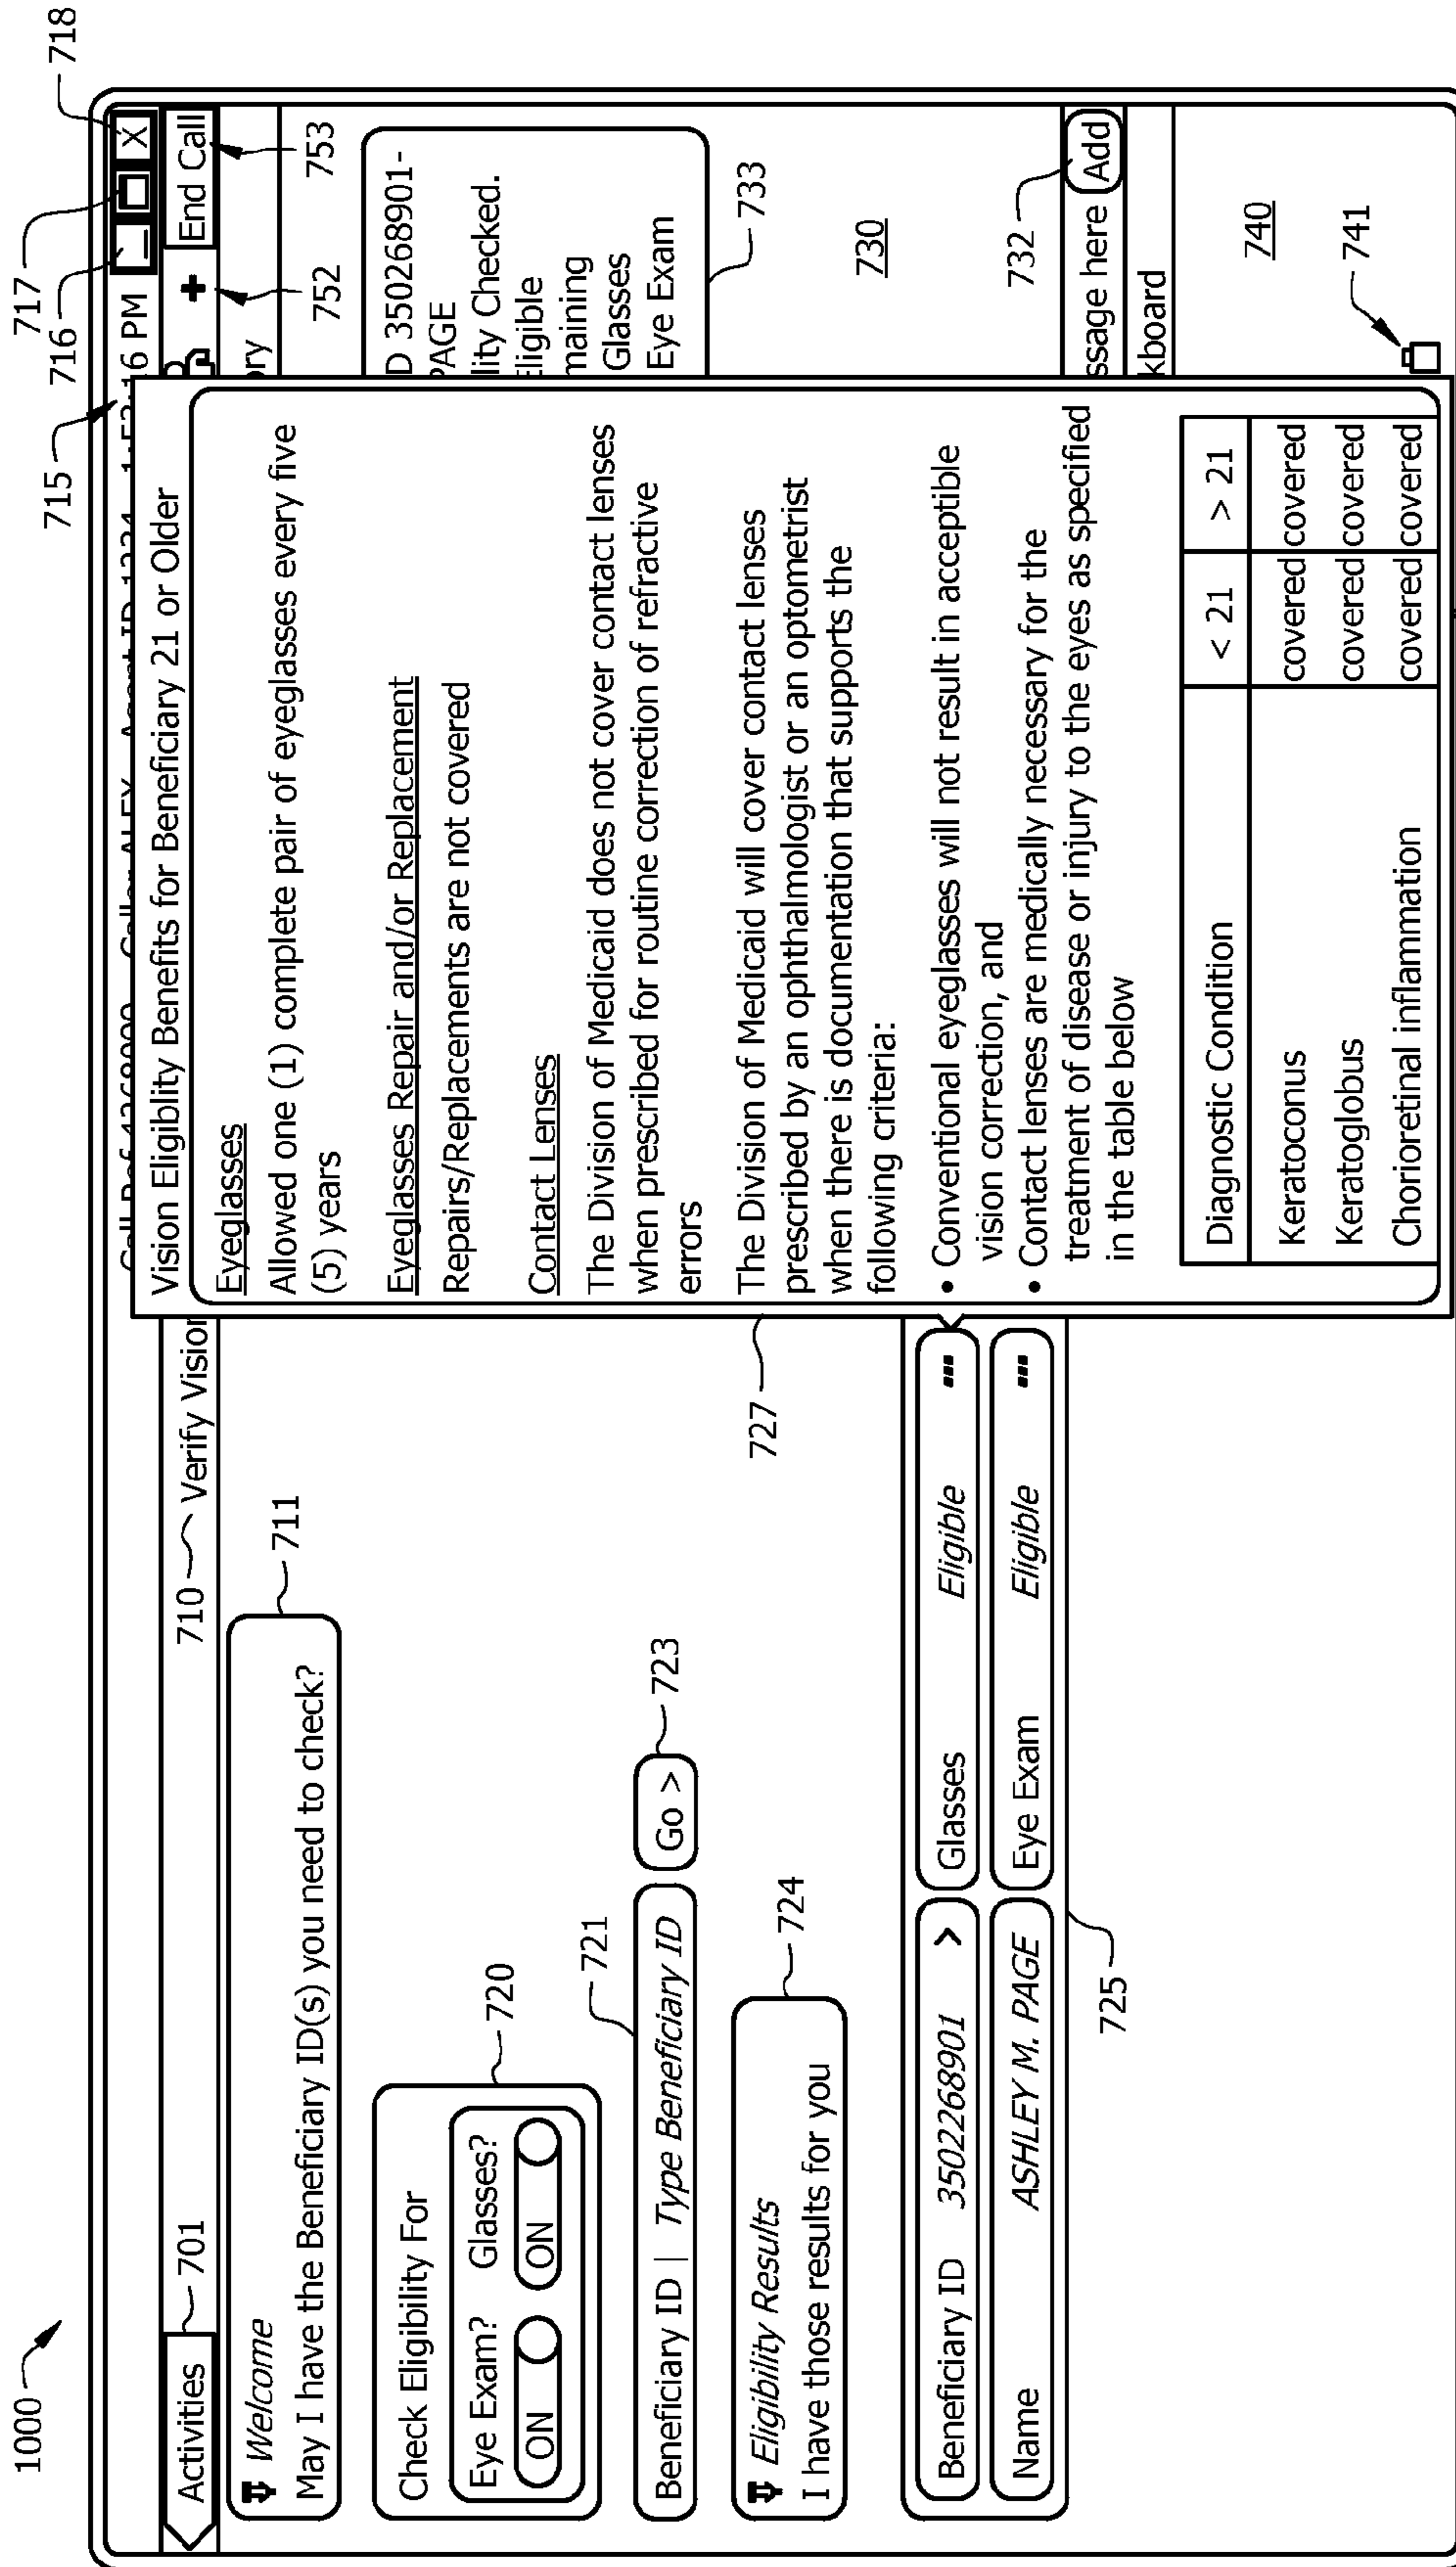 1000
715
716
717
718
1:52:16 PM
_
X
Activities
701
710
Verify Vision
752
+
End Call
753
Welcome
May I have the Beneficiary ID(s) you need to check?
711
Check Eligibility For
Eye Exam? Glasses?
ON ON
720
721
Beneficiary ID | Type Beneficiary ID
Go >
723
Eligibility Results
I have those results for you
724
Beneficiary ID 3502268901 >
Glasses Eligible
Name ASHLEY M. PAGE
Eye Exam Eligible
725
727
Vision Eligiblity Benefits for Beneficiary 21 or Older
Eyeglasses
Allowed one (1) complete pair of eyeglasses every five
(5) years
Eyeglasses Repair and/or Replacement
Repairs/Replacements are not covered
Contact Lenses
The Division of Medicaid does not cover contact lenses
when prescribed for routine correction of refractive
errors
The Division of Medicaid will cover contact lenses
prescribed by an ophthalmologist or an optometrist
when there is documentation that supports the
following criteria:
• Conventional eyeglasses will not result in acceptible
vision correction, and
• Contact lenses are medically necessary for the
treatment of disease or injury to the eyes as specified
in the table below
Diagnostic Condition < 21 > 21
Keratoconus covered covered
Keratoglobus covered covered
Chorioretinal inflammation covered covered
ory
D 3502268901-
PAGE
lity Checked.
Eligible
maining
Glasses
Eye Exam
733
730
732
ssage here Add
kboard
740
741